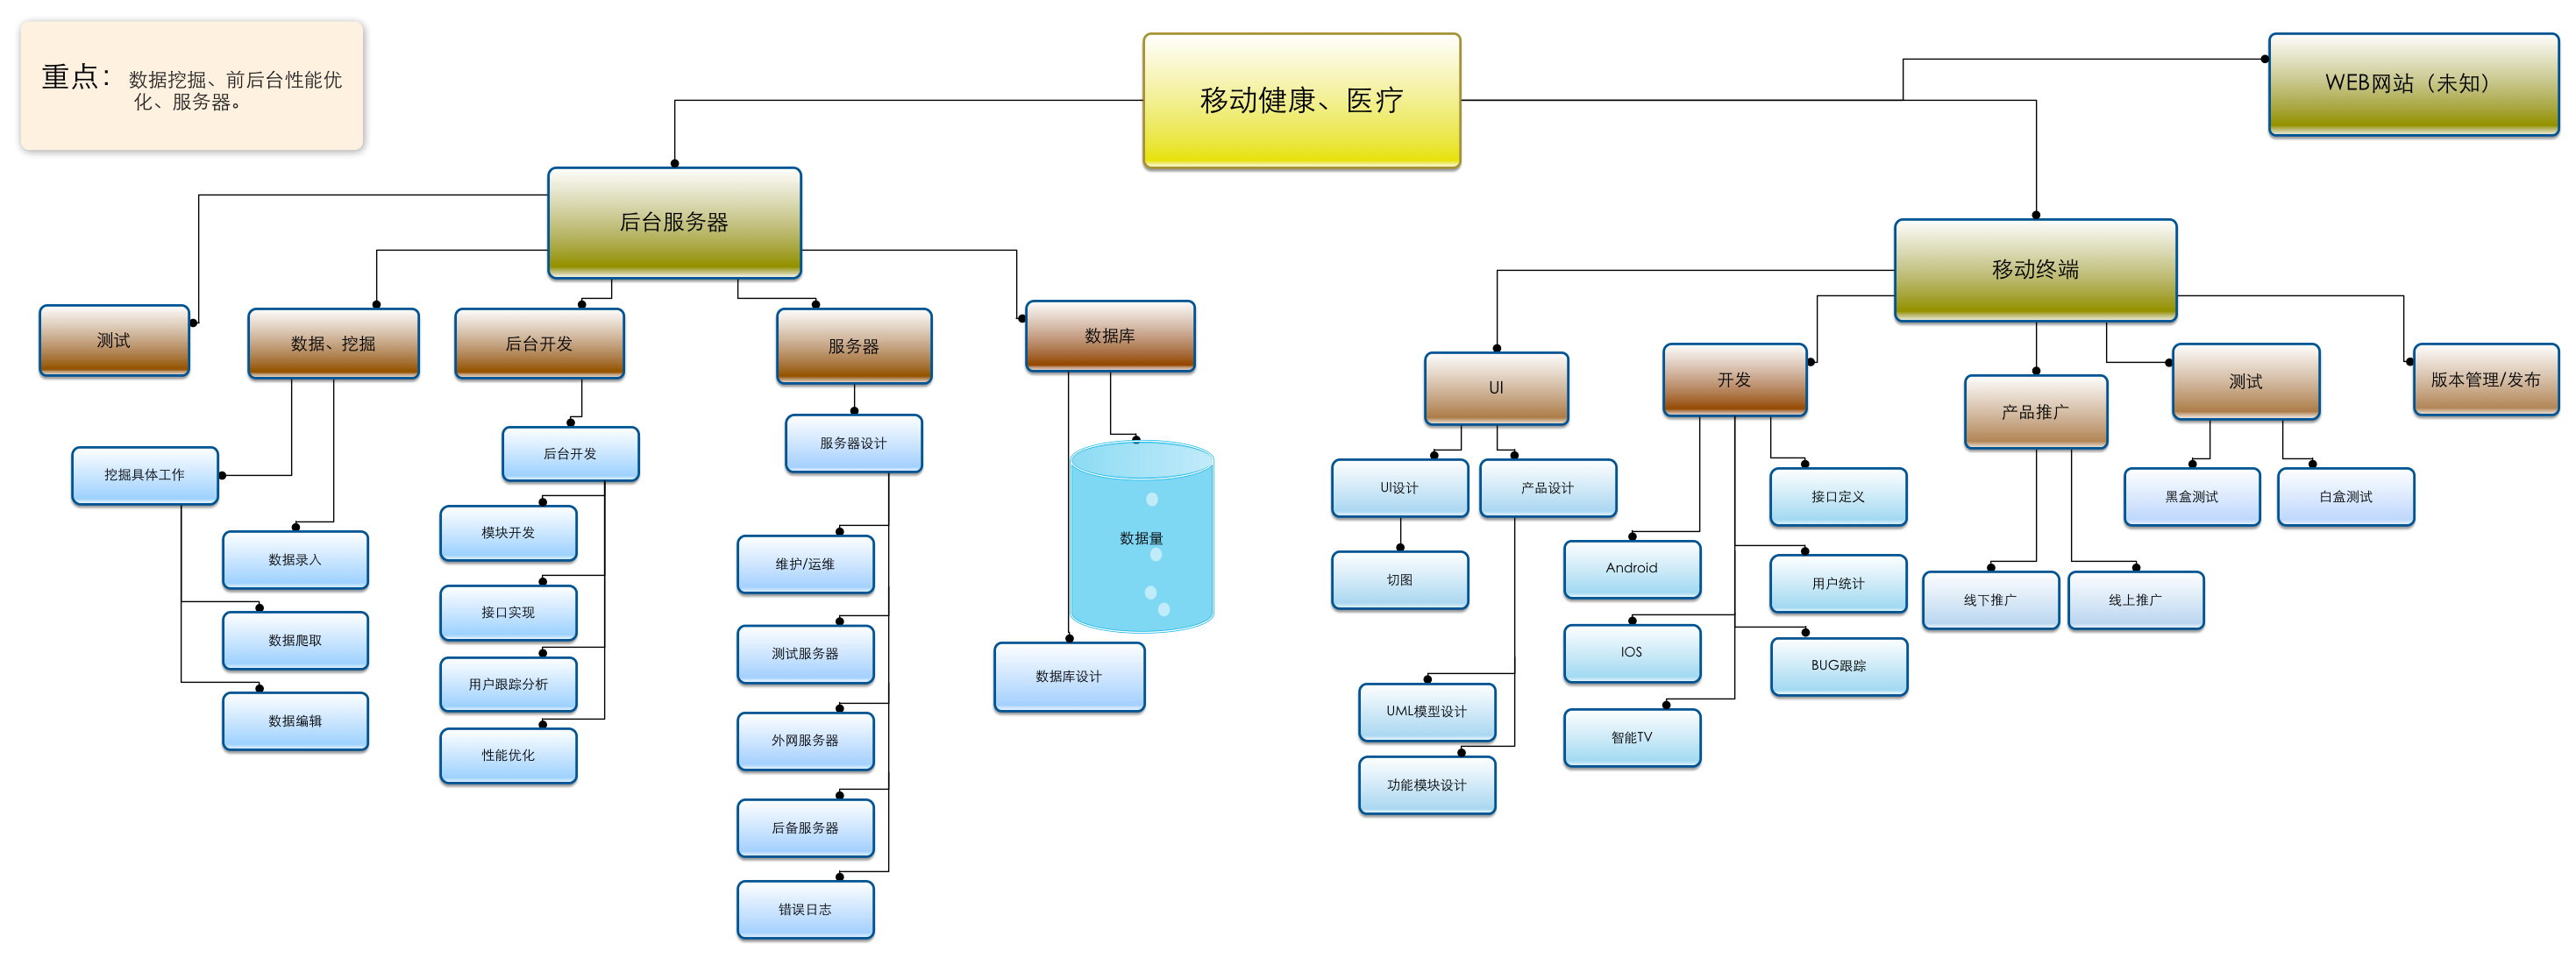 重点：数据挖掘、前后台性能优
化、服务器。
移动健康、医疗
WEB网站（未知）
后台服务器
移动终端
测试
数据、挖掘
后台开发
服务器
数据库
UI
开发
产品推广
测试
版本管理/发布
挖掘具体工作
数据录入
数据爬取
数据编辑
后台开发
模块开发
接口实现
用户跟踪分析
性能优化
服务器设计
维护/运维
测试服务器
外网服务器
后备服务器
错误日志
数据量
数据库设计
UI设计
产品设计
切图
UML模型设计
功能模块设计
Android
IOS
智能TV
接口定义
用户统计
BUG跟踪
线下推广
线上推广
黑盒测试
白盒测试